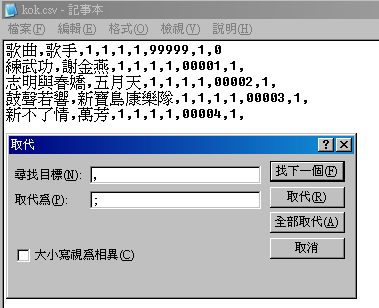 kok.csv - 記事本
檔案(F) 編輯(E) 格式(O) 檢視(V) 說明(H)
歌曲,歌手,1,1,1,1,99999,1,0
練武功,謝金燕,1,1,1,1,00001,1,
志明與春嬌,五月天,1,1,1,1,00002,1,
鼓聲若響,新寶島康樂隊,1,1,1,1,00003,1,
新不了情,萬芳,1,1,1,1,00004,1,
取代
尋找目標(N): , 找下一個(F)
取代為(P): ; 取代(R)
全部取代(A)
大小寫視為相異(C) 取消